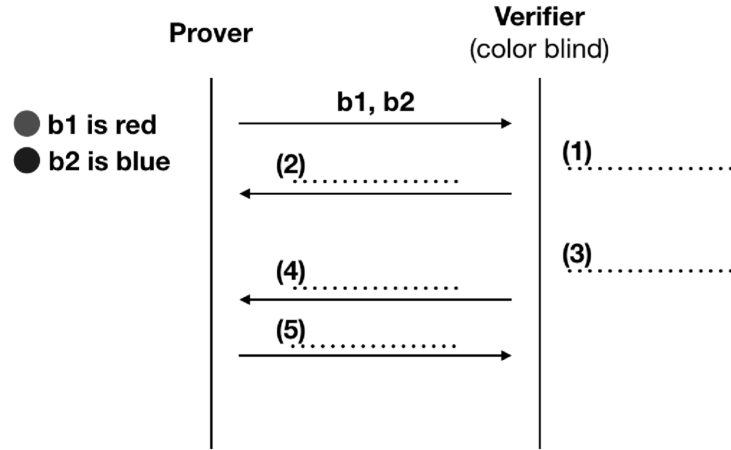 Prover
Verifier
(color blind)
b1, b2
b1 is red
b2 is blue
(1)
(2)
(3)
(4)
(5)